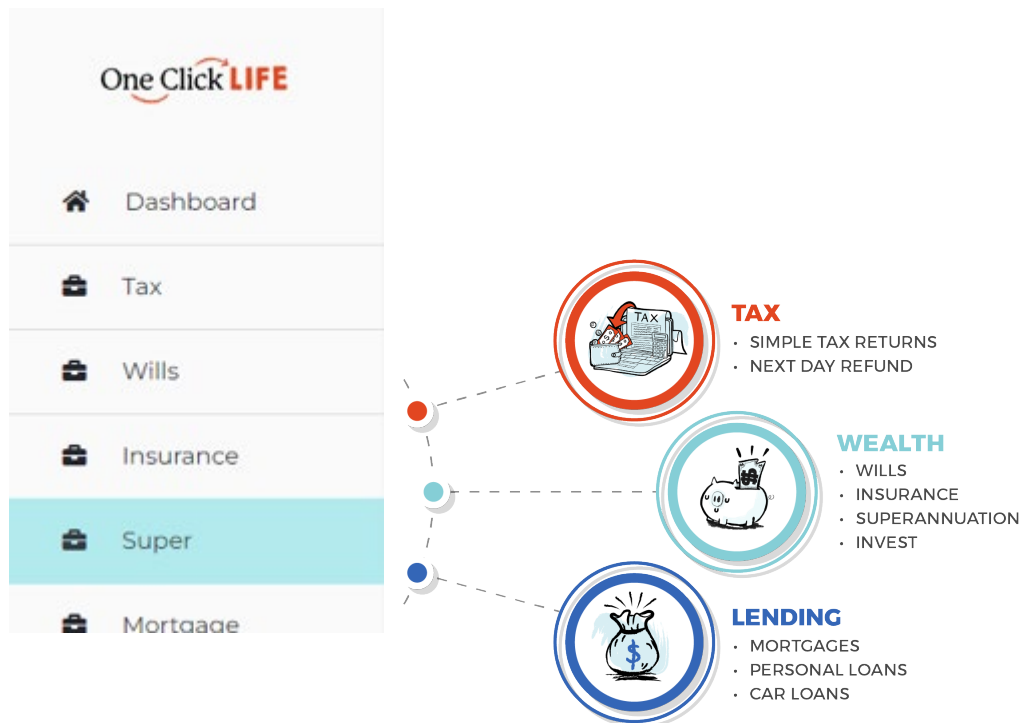 One Click LIFE
Dashboard
Tax
Wills
Insurance
Super
Mortgage
TAX
TAX
• SIMPLE TAX RETURNS
• NEXT DAY REFUND
WEALTH
• WILLS
• INSURANCE
• SUPERANNUATION
• INVEST
$
LENDING
• MORTGAGES
• PERSONAL LOANS
• CAR LOANS